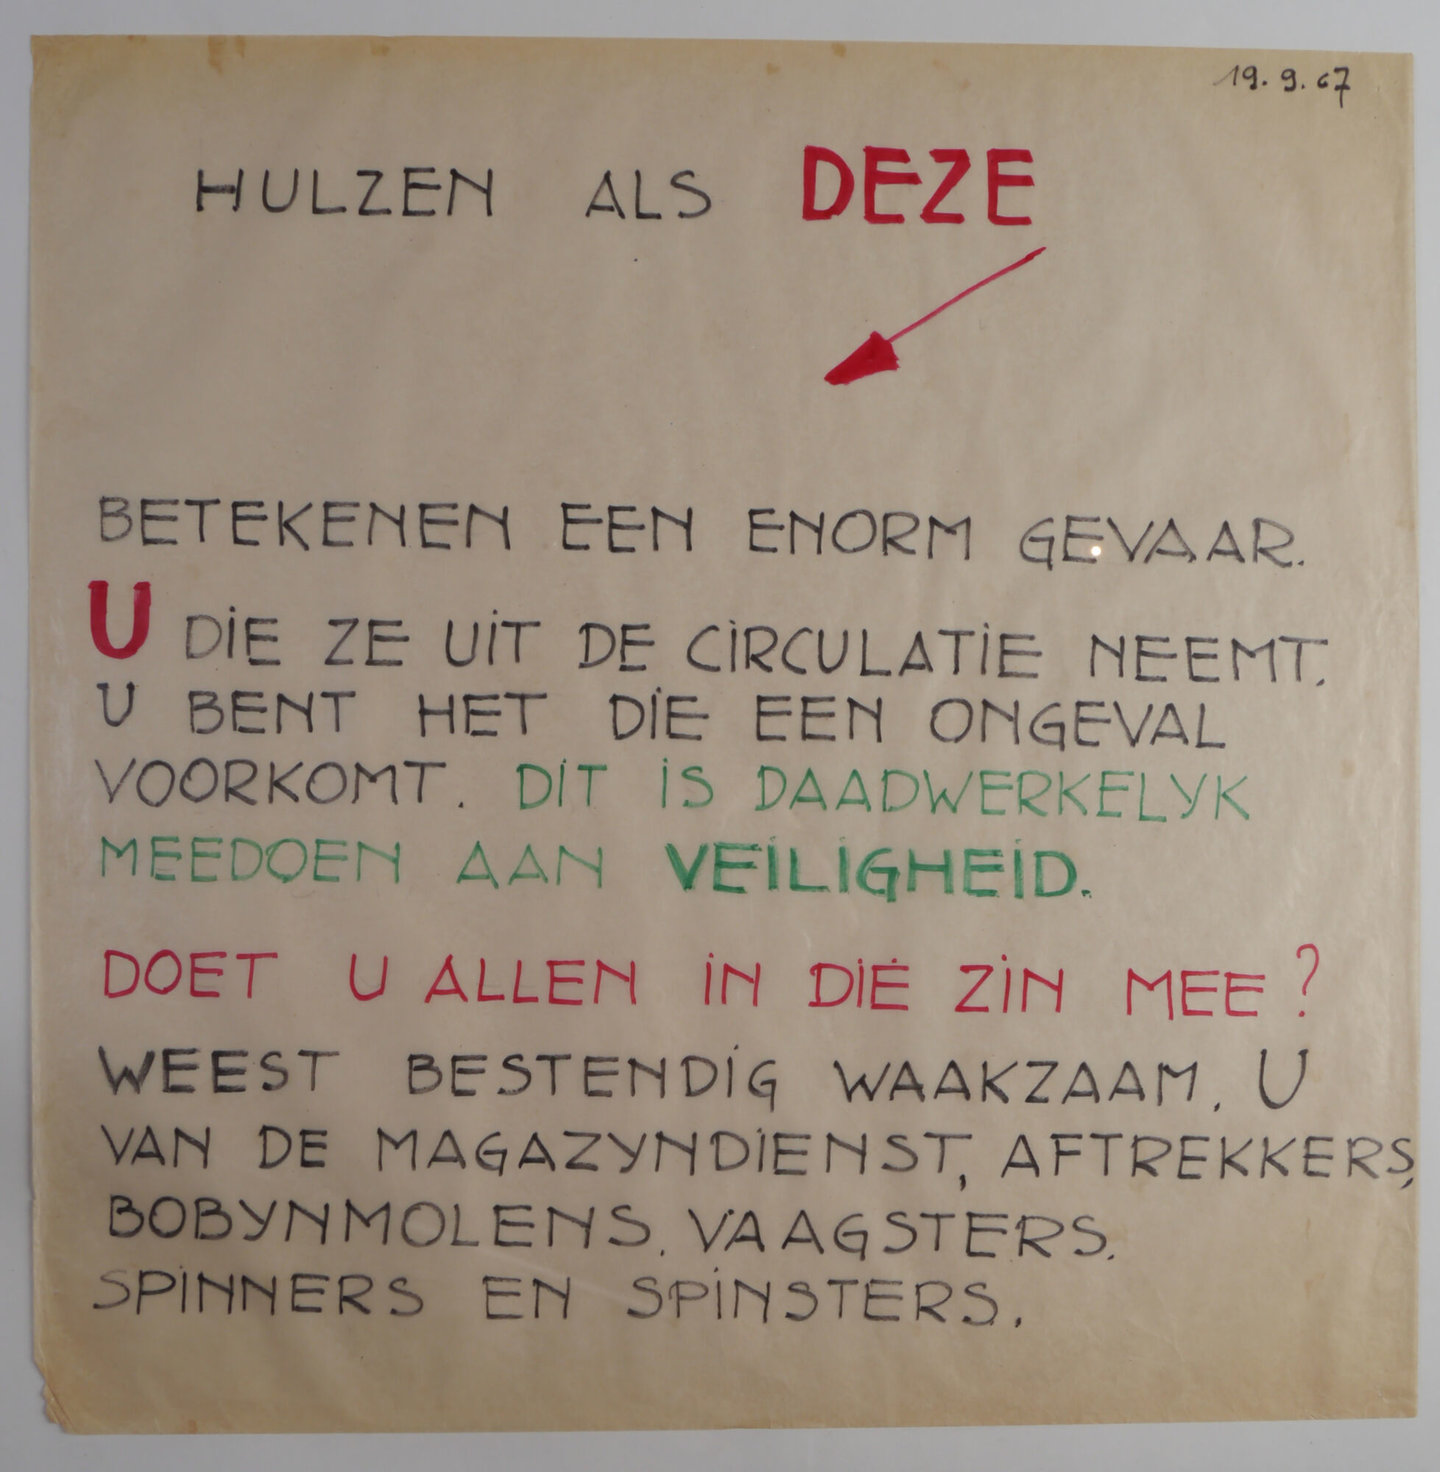 19.9.67
HULZEN ALS DEZE
BETEKENEN EEN ENORM GEVAAR.
U DIE ZE UIT DE CIRCULATIE NEEMT,
U BENT HET DIE EEN ONGEVAL
VOORKOMT. DIT IS DAADWERKELYK
MEEDOEN AAN VEILIGHEID.
DOET U ALLEN IN DIE ZIN MEE?
WEEST BESTENDIG WAAKZAAM, U
VAN DE MAGAZYNDIENST, AFTREKKERS,
BOBYNMOLENS, VAAGSTERS,
SPINNERS EN SPINSTERS.